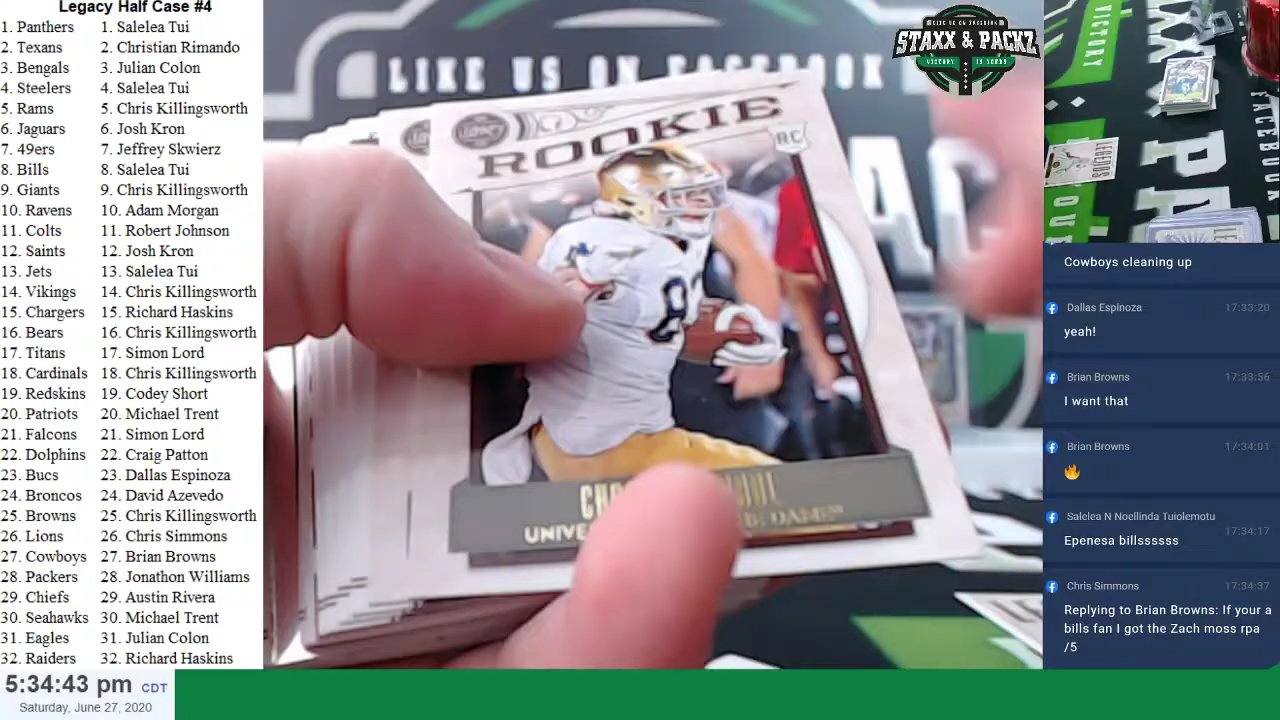 Legacy Half Case #4
1. Panthers 1. Salelea Tui
2. Texans 2. Christian Rimando
3. Bengals 3. Julian Colon
4. Steelers 4. Salelea Tui
5. Rams 5. Chris Killingsworth
6. Jaguars 6. Josh Kron
7. 49ers 7. Jeffrey Skwierz
8. Bills 8. Salelea Tui
9. Giants 9. Chris Killingsworth
10. Ravens 10. Adam Morgan
11. Colts 11. Robert Johnson
12. Saints 12. Josh Kron
13. Jets 13. Salelea Tui
14. Vikings 14. Chris Killingsworth
15. Chargers 15. Richard Haskins
16. Bears 16. Chris Killingsworth
17. Titans 17. Simon Lord
18. Cardinals 18. Chris Killingsworth
19. Redskins 19. Codey Short
20. Patriots 20. Michael Trent
21. Falcons 21. Simon Lord
22. Dolphins 22. Craig Patton
23. Bucs 23. Dallas Espinoza
24. Broncos 24. David Azevedo
25. Browns 25. Chris Killingsworth
26. Lions 26. Chris Simmons
27. Cowboys 27. Brian Browns
28. Packers 28. Jonathon Williams
29. Chiefs 29. Austin Rivera
30. Seahawks 30. Michael Trent
31. Eagles 31. Julian Colon
32. Raiders 32. Richard Haskins
5:34:43 pm CDT
Saturday, June 27, 2020
LIKE US ON FACEBOOK
ROOKIE
RC
DAME
LIKE US ON FACEBOOK
STAXX & PACKZ
VICTORY IS YOURS
VICTORY
FACEBOOK
LEGENDS
Cowboys cleaning up
Dallas Espinoza 17:33:20
yeah!
Brian Browns 17:33:56
I want that
Brian Browns 17:34:01
🔥
Salelea N Noellinda Tuiolemotu 17:34:17
Epenesa billssssss
Chris Simmons 17:34:37
Replying to Brian Browns: If your a
bills fan I got the Zach moss rpa
/5